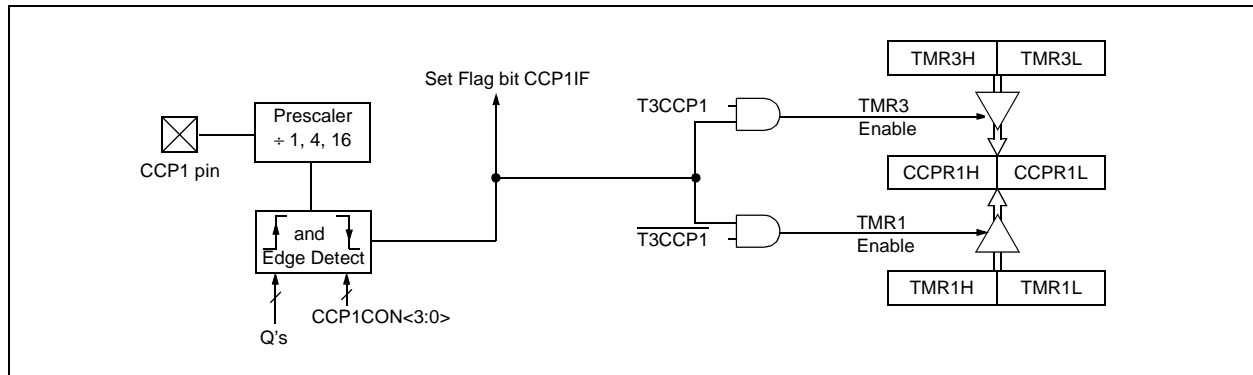 TMR3H TMR3L
Set Flag bit CCP1IF
Prescaler
÷ 1, 4, 16
T3CCP1
TMR3
Enable
CCP1 pin
CCPR1H CCPR1L
and
Edge Detect
T3CCP1
TMR1
Enable
TMR1H TMR1L
CCP1CON<3:0>
Q's